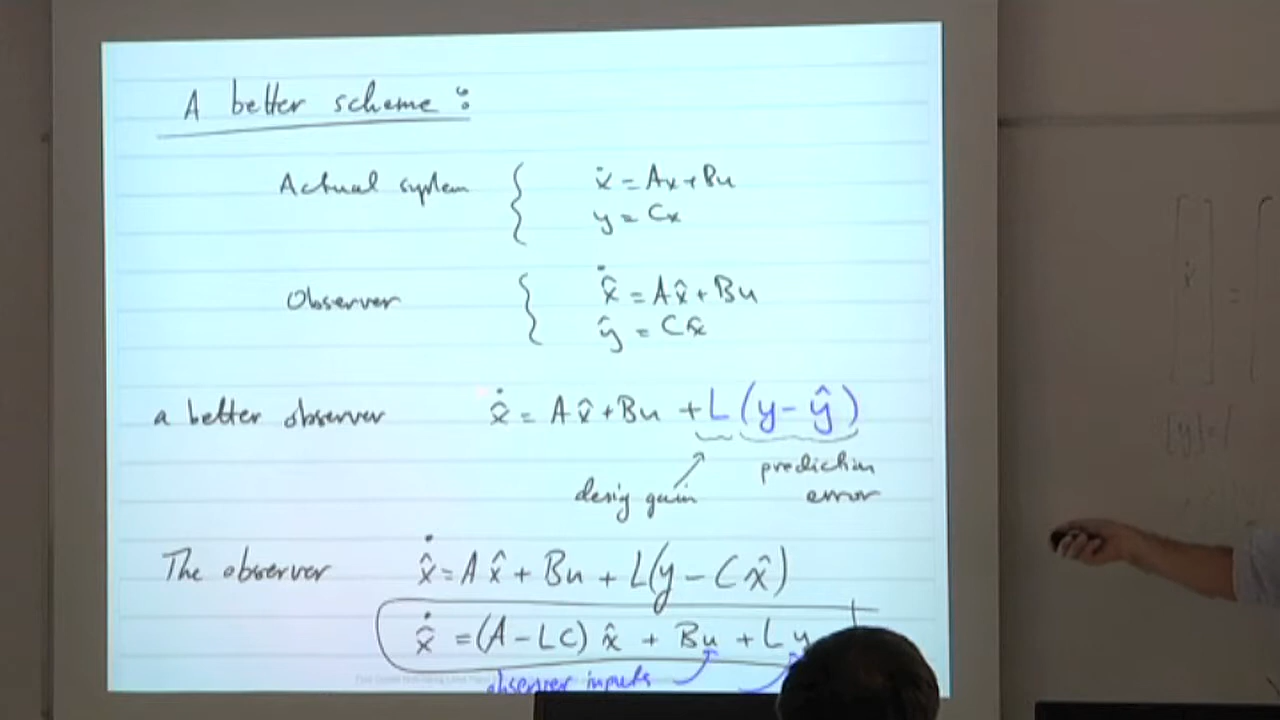 A better scheme:
Actual system { ẋ = Ax + Bu
y = Cx
Observer { x̂̇ = Ax̂ + Bu
ŷ = Cx̂
a better observer x̂̇ = Ax̂ + Bu + L(y - ŷ)
desig gain
prediction
error
The observer x̂̇ = Ax̂ + Bu + L(y - Cx̂)
x̂̇ = (A - LC) x̂ + Bu + Ly
observer inputs